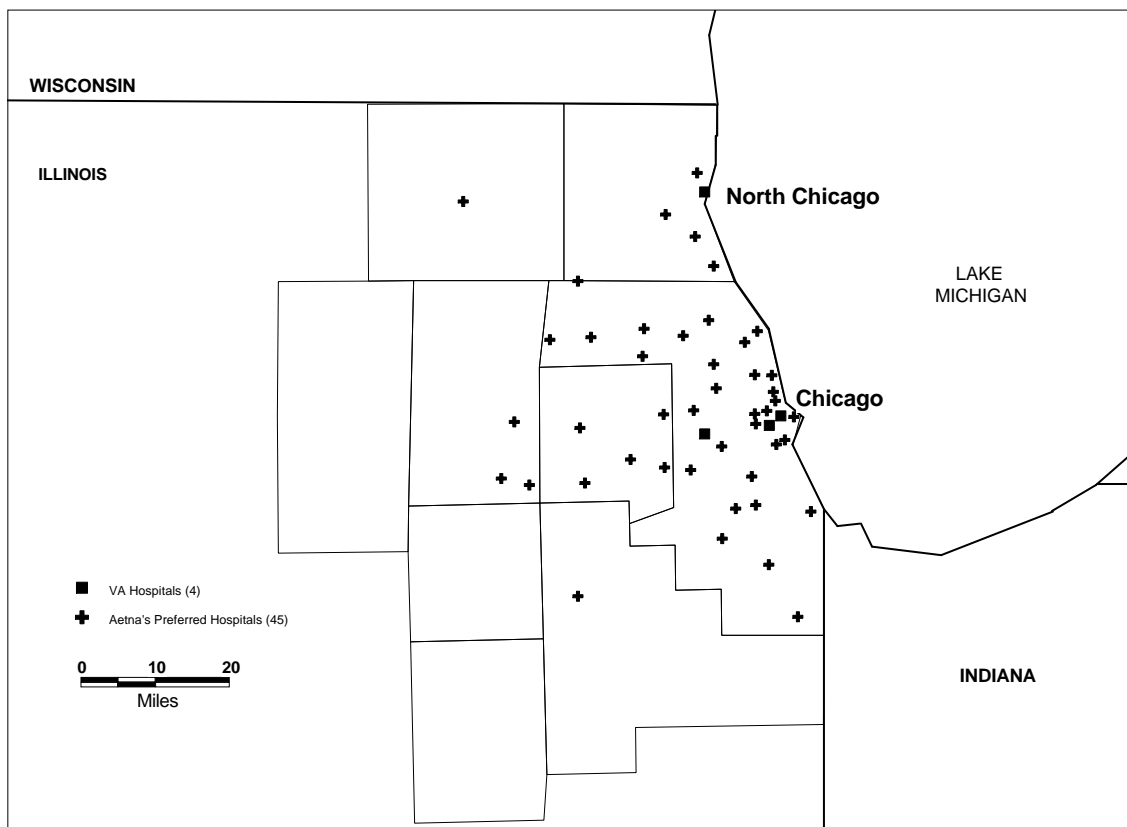 WISCONSIN
ILLINOIS
North Chicago
LAKE
MICHIGAN
Chicago
VA Hospitals (4)
Aetna's Preferred Hospitals (45)
0 10 20
Miles
INDIANA